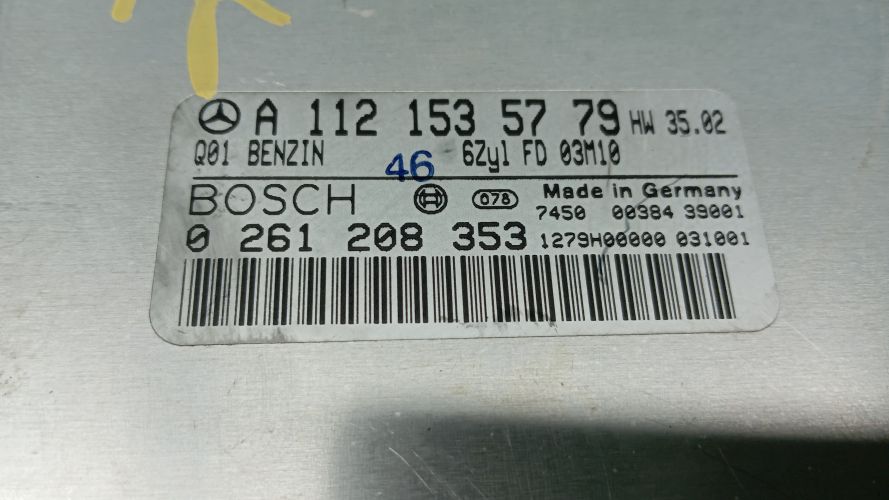 A 112 153 57 79 HW 35.02
Q01 BENZIN 46 6Zyl FD 03M10
BOSCH 078 Made in Germany
7450 00384 39001
0 261 208 353 1279H00000 031001